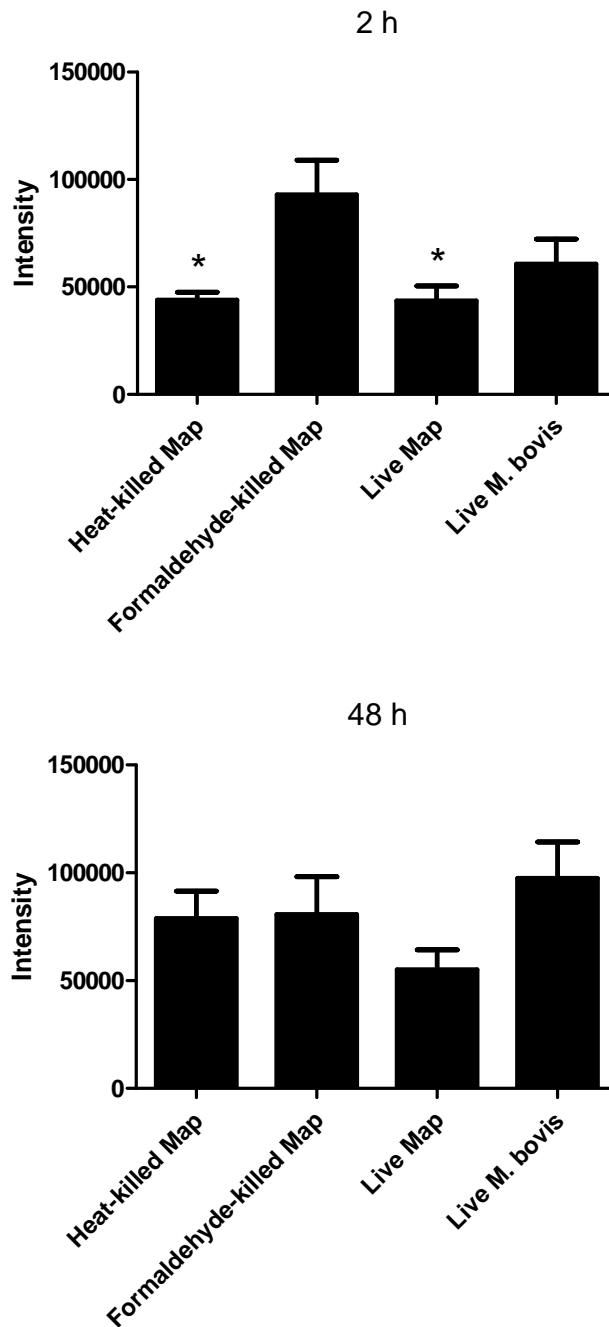 2 h
150000
100000
50000
0
Intensity
*
*
Heat-killed Map
Formaldehyde-killed Map
Live Map
Live M. bovis
48 h
150000
100000
50000
0
Intensity
Heat-killed Map
Formaldehyde-killed Map
Live Map
Live M. bovis